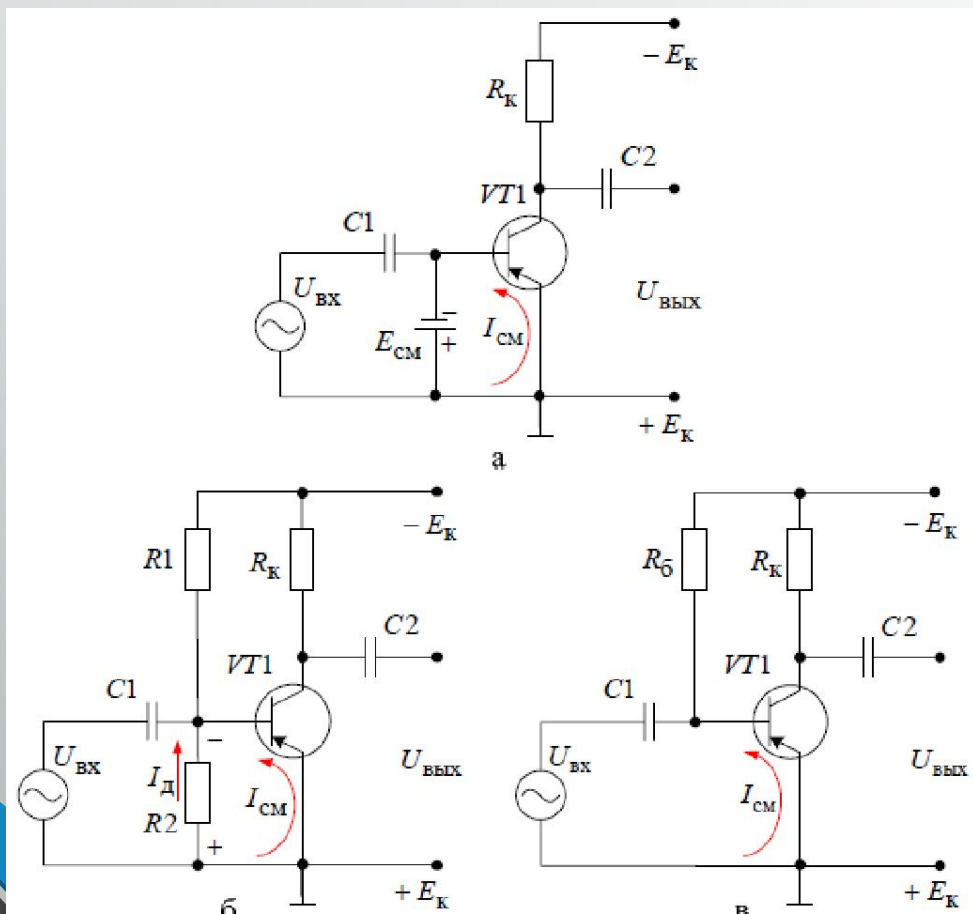 − Eк
Rк
C2
VT1
C1
Uвх
Uвых
Eсм
−
+
Iсм
+ Eк
а
− Eк
R1
Rк
C2
VT1
C1
−
Uвх
Iд
R2
+
Iсм
Uвых
+ Eк
б
− Eк
Rб
Rк
C2
VT1
C1
Uвх
Iсм
Uвых
+ Eк
в